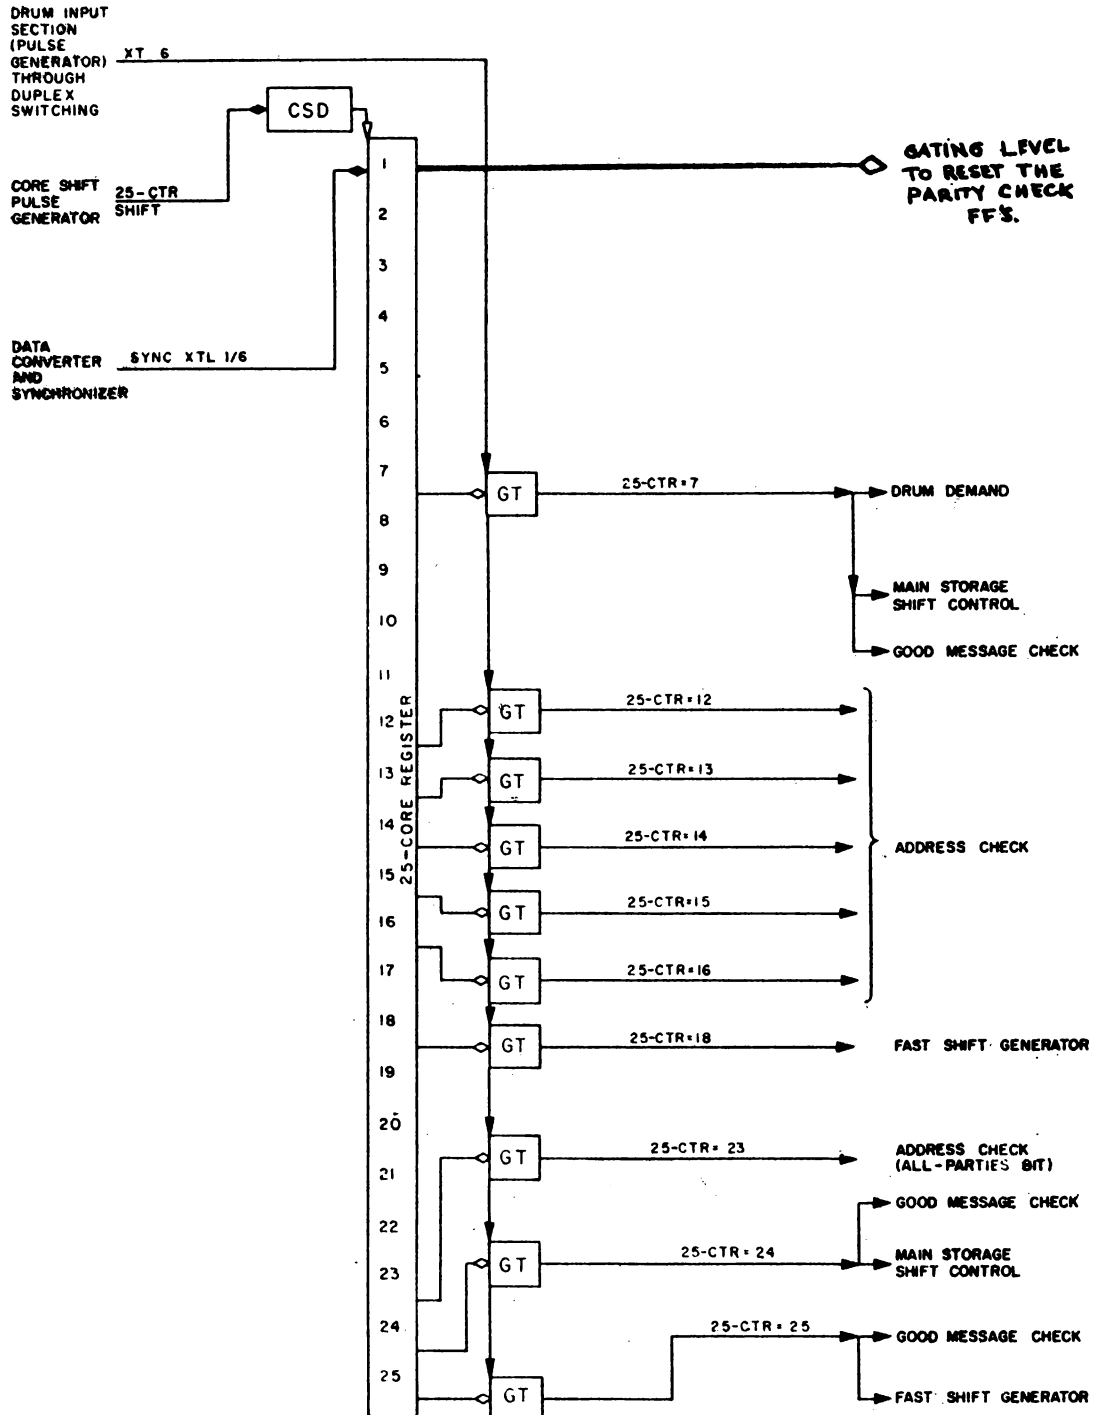 DRUM INPUT
SECTION
(PULSE
GENERATOR)
THROUGH
DUPLEX
SWITCHING
XT 6
CSD
CORE SHIFT
PULSE
GENERATOR
25-CTR
SHIFT
DATA
CONVERTER
AND
SYNCHRONIZER
SYNC XTL 1/6
GATING LEVEL
TO RESET THE
PARITY CHECK
FF'S.
1
2
3
4
5
6
7
8
9
10
11
12
13
14
15
16
17
18
19
20
21
22
23
24
25
25-CORE REGISTER
GT
25-CTR=7
DRUM DEMAND
MAIN STORAGE
SHIFT CONTROL
GOOD MESSAGE CHECK
GT
25-CTR=12
GT
25-CTR=13
GT
25-CTR=14
ADDRESS CHECK
GT
25-CTR=15
GT
25-CTR=16
GT
25-CTR=18
FAST SHIFT GENERATOR
GT
25-CTR=23
ADDRESS CHECK
(ALL-PARTIES BIT)
GT
25-CTR=24
GOOD MESSAGE CHECK
MAIN STORAGE
SHIFT CONTROL
GT
25-CTR=25
GOOD MESSAGE CHECK
FAST SHIFT GENERATOR